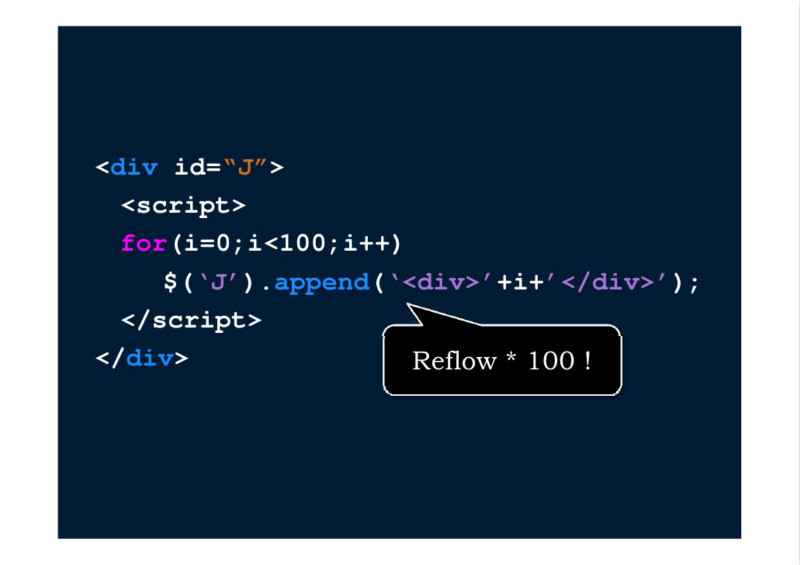 <div id=“J”>
<script>
for(i=0;i<100;i++)
$(‘J’).append(‘<div>’+i+’</div>’);
</script>
</div>
Reflow * 100 !